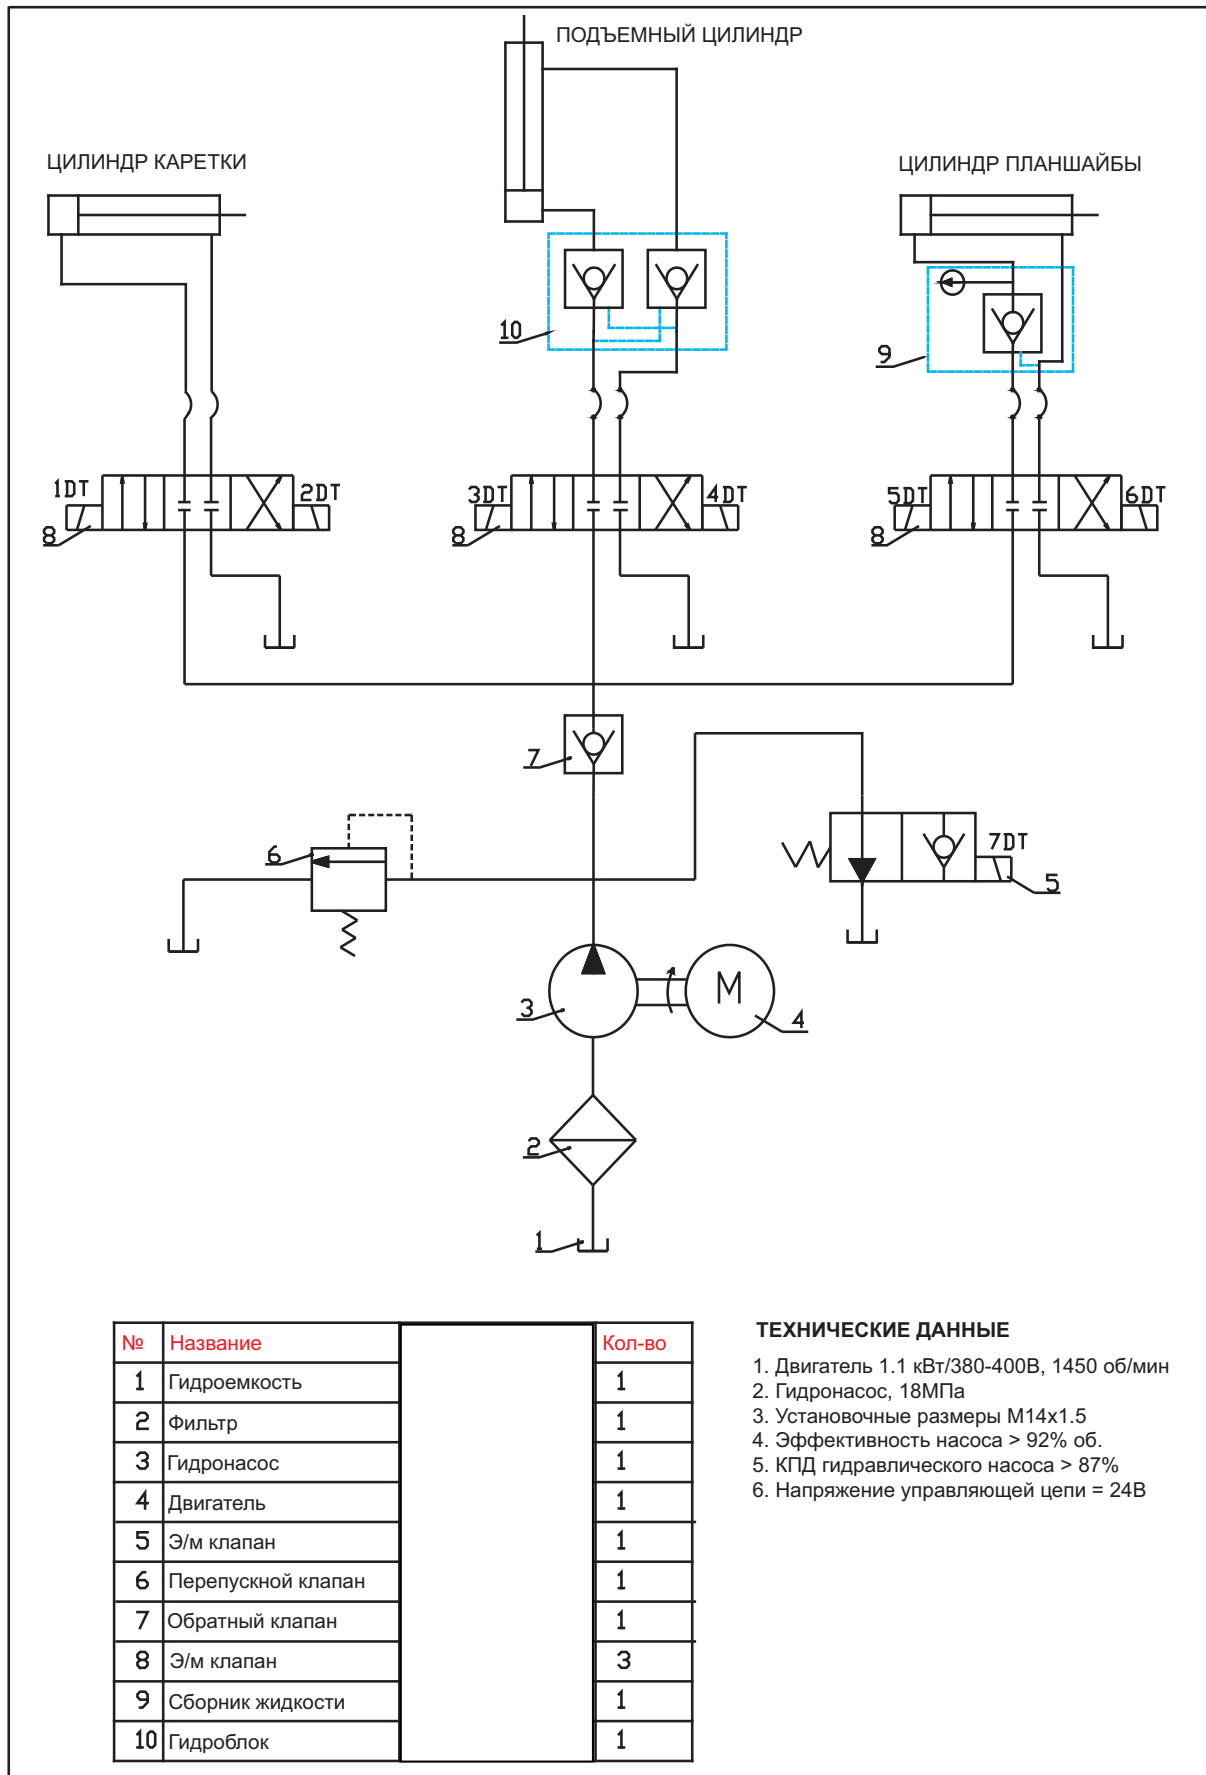 ПОДЪЕМНЫЙ ЦИЛИНДР
ЦИЛИНДР КАРЕТКИ
ЦИЛИНДР ПЛАНШАЙБЫ
10
9
1DT
2DT
3DT
4DT
5DT
6DT
8
8
8
7
6
7DT
5
3
M
4
2
1
№ Название Кол-во
1 Гидроемкость 1
2 Фильтр 1
3 Гидронасос 1
4 Двигатель 1
5 Э/м клапан 1
6 Перепускной клапан 1
7 Обратный клапан 1
8 Э/м клапан 3
9 Сборник жидкости 1
10 Гидроблок 1
ТЕХНИЧЕСКИЕ ДАННЫЕ
1. Двигатель 1.1 кВт/380-400В, 1450 об/мин
2. Гидронасос, 18МПа
3. Установочные размеры М14х1.5
4. Эффективность насоса > 92% об.
5. КПД гидравлического насоса > 87%
6. Напряжение управляющей цепи = 24В